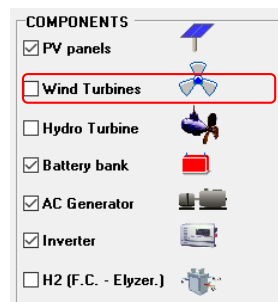 COMPONENTS
PV panels
Wind Turbines
Hydro Turbine
Battery bank
AC Generator
Inverter
H2 (F.C. - Elyzer.)